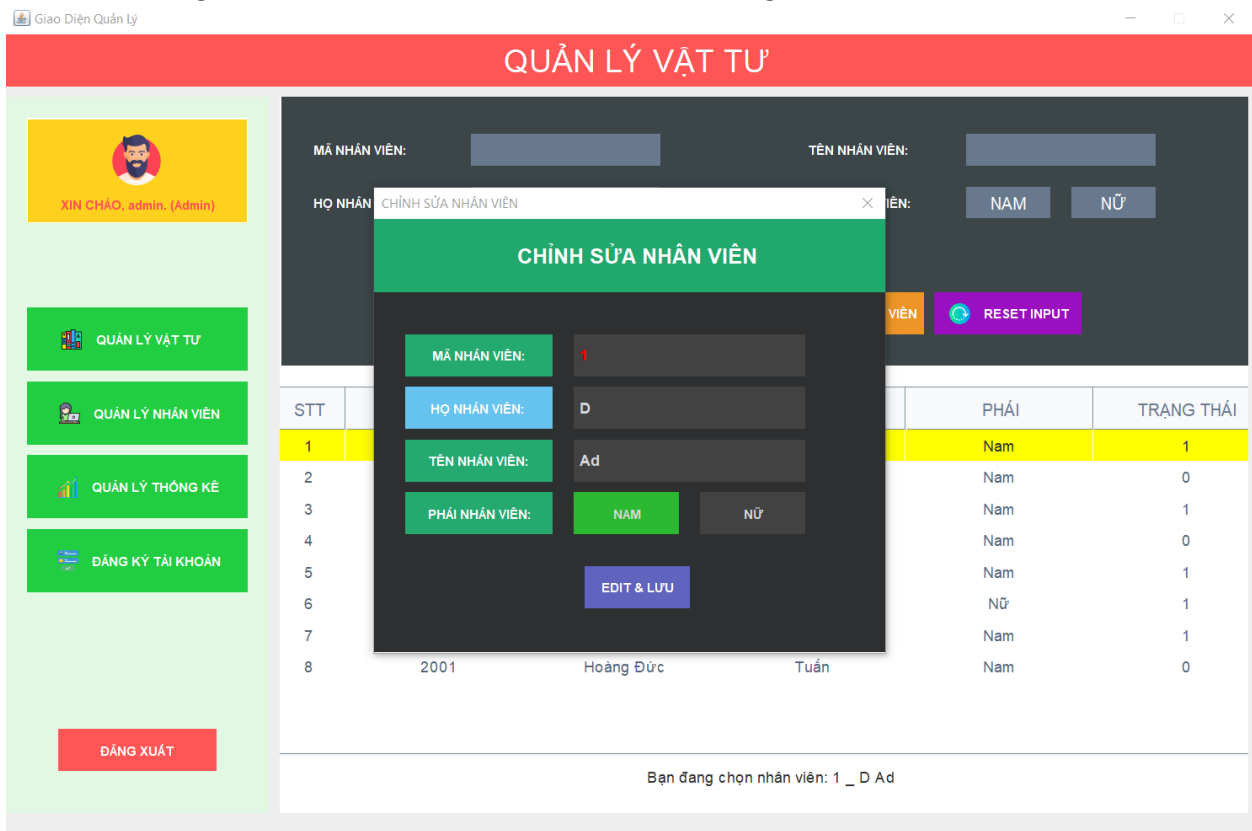 Giao Diện Quản Lý
QUẢN LÝ VẬT TƯ
XIN CHÀO, admin. (Admin)
QUẢN LÝ VẬT TƯ
QUẢN LÝ NHÂN VIÊN
QUẢN LÝ THỐNG KÊ
ĐĂNG KÝ TÀI KHOẢN
ĐĂNG XUẤT
MÃ NHÂN VIÊN:
TÊN NHÂN VIÊN:
HỌ NHÂN
IÊN:
NAM
NỮ
VIÊN
RESET INPUT
CHỈNH SỬA NHÂN VIÊN
CHỈNH SỬA NHÂN VIÊN
MÃ NHÂN VIÊN: 1
HỌ NHÂN VIÊN: D
TÊN NHÂN VIÊN: Ad
PHÁI NHÂN VIÊN: NAM NỮ
EDIT & LƯU
STT PHÁI TRẠNG THÁI
1 Nam 1
2 Nam 0
3 Nam 1
4 Nam 0
5 Nam 1
6 Nữ 1
7 Nam 1
8 2001 Hoàng Đức Tuấn Nam 0
Bạn đang chọn nhân viên: 1 _ D Ad